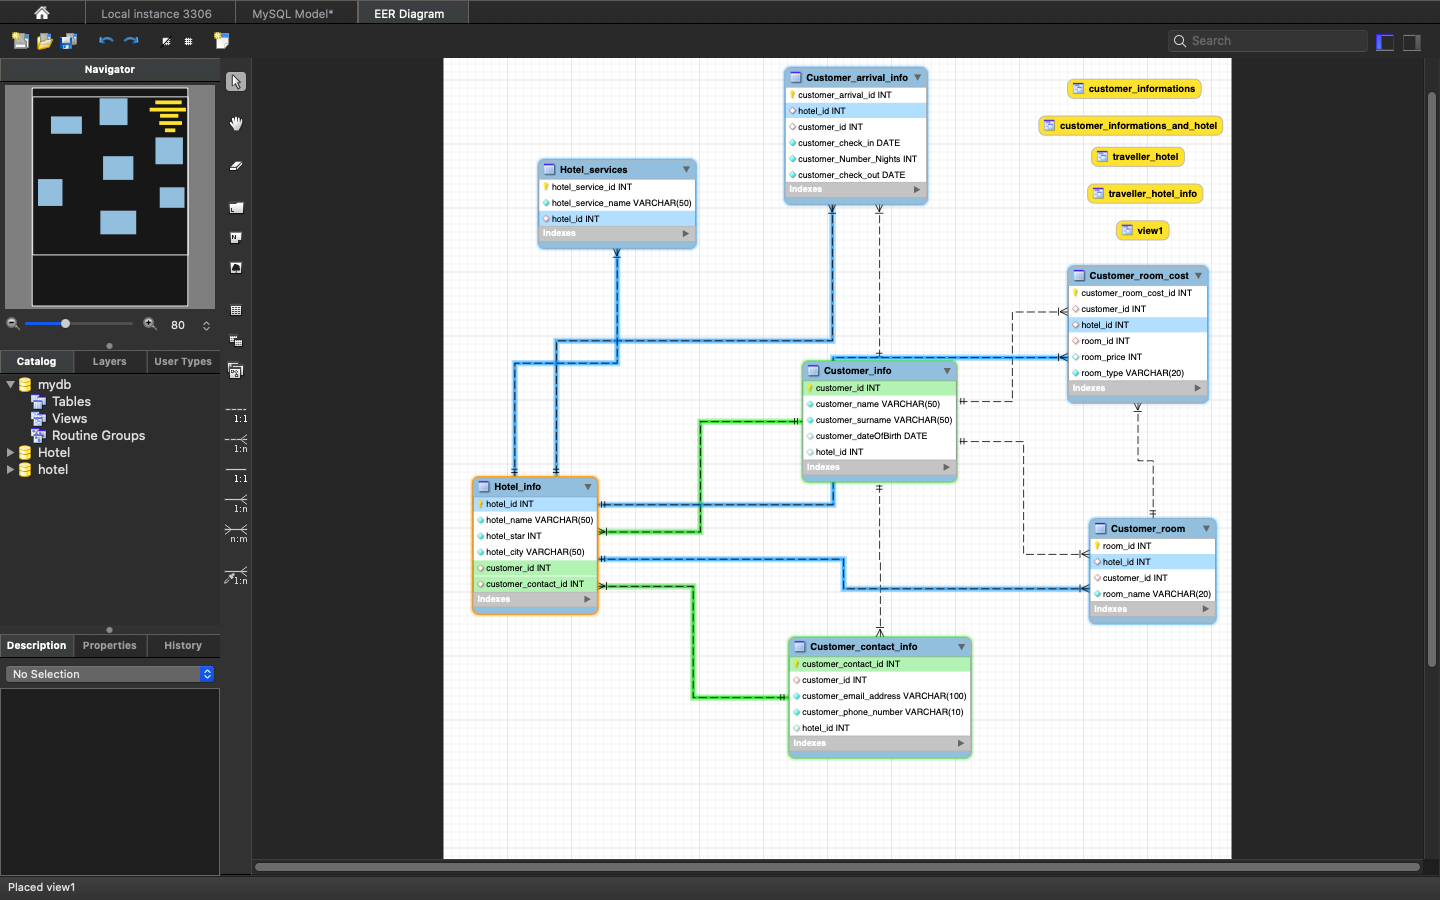 Local instance 3306
MySQL Model*
EER Diagram
Search
Navigator
80
Catalog
Layers
User Types
mydb
Tables
Views
Routine Groups
Hotel
hotel
Description
Properties
History
No Selection
Placed view1
1:1
1:n
1:1
1:n
n:m
1:n
Customer_arrival_info
customer_arrival_id INT
hotel_id INT
customer_id INT
customer_check_in DATE
customer_Number_Nights INT
customer_check_out DATE
Indexes
customer_informations
customer_informations_and_hotel
traveller_hotel
traveller_hotel_info
view1
Hotel_services
hotel_service_id INT
hotel_service_name VARCHAR(50)
hotel_id INT
Indexes
Customer_room_cost
customer_room_cost_id INT
customer_id INT
hotel_id INT
room_id INT
room_price INT
room_type VARCHAR(20)
Indexes
Customer_info
customer_id INT
customer_name VARCHAR(50)
customer_surname VARCHAR(50)
customer_dateOfBirth DATE
hotel_id INT
Indexes
Hotel_info
hotel_id INT
hotel_name VARCHAR(50)
hotel_star INT
hotel_city VARCHAR(50)
customer_id INT
customer_contact_id INT
Indexes
Customer_room
room_id INT
hotel_id INT
customer_id INT
room_name VARCHAR(20)
Indexes
Customer_contact_info
customer_contact_id INT
customer_id INT
customer_email_address VARCHAR(100)
customer_phone_number VARCHAR(10)
hotel_id INT
Indexes